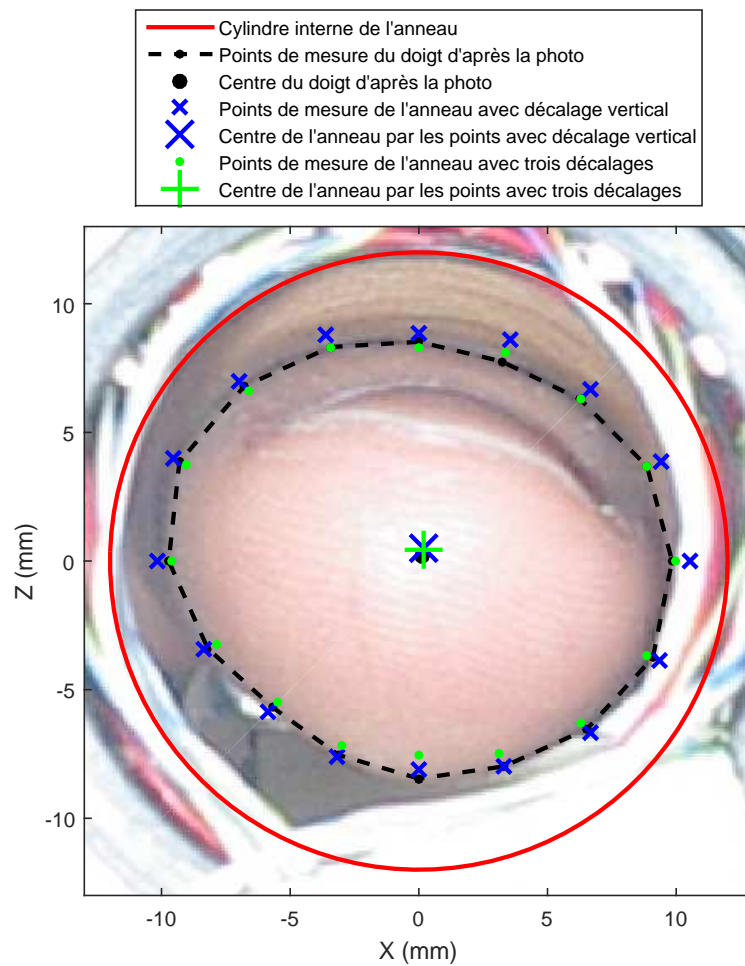 Cylindre interne de l'anneau
Points de mesure du doigt d'après la photo
Centre du doigt d'après la photo
Points de mesure de l'anneau avec décalage vertical
Centre de l'anneau par les points avec décalage vertical
Points de mesure de l'anneau avec trois décalages
Centre de l'anneau par les points avec trois décalages
10
5
0
-5
-10
Z (mm)
-10 -5 0 5 10
X (mm)